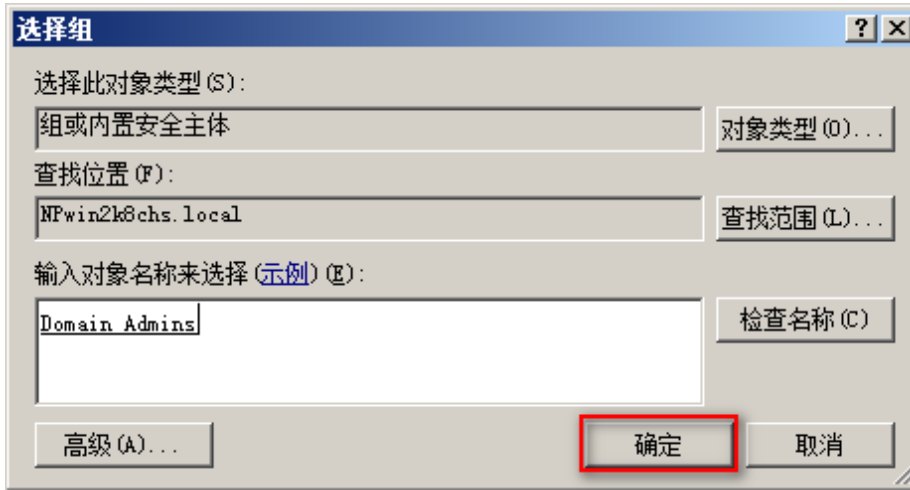 选择组
选择此对象类型(S):
组或内置安全主体
对象类型(O)...
查找位置(F):
NPwin2k8chs.local
查找范围(L)...
输入对象名称来选择(示例)(E):
Domain Admins
检查名称(C)
高级(A)...
确定
取消